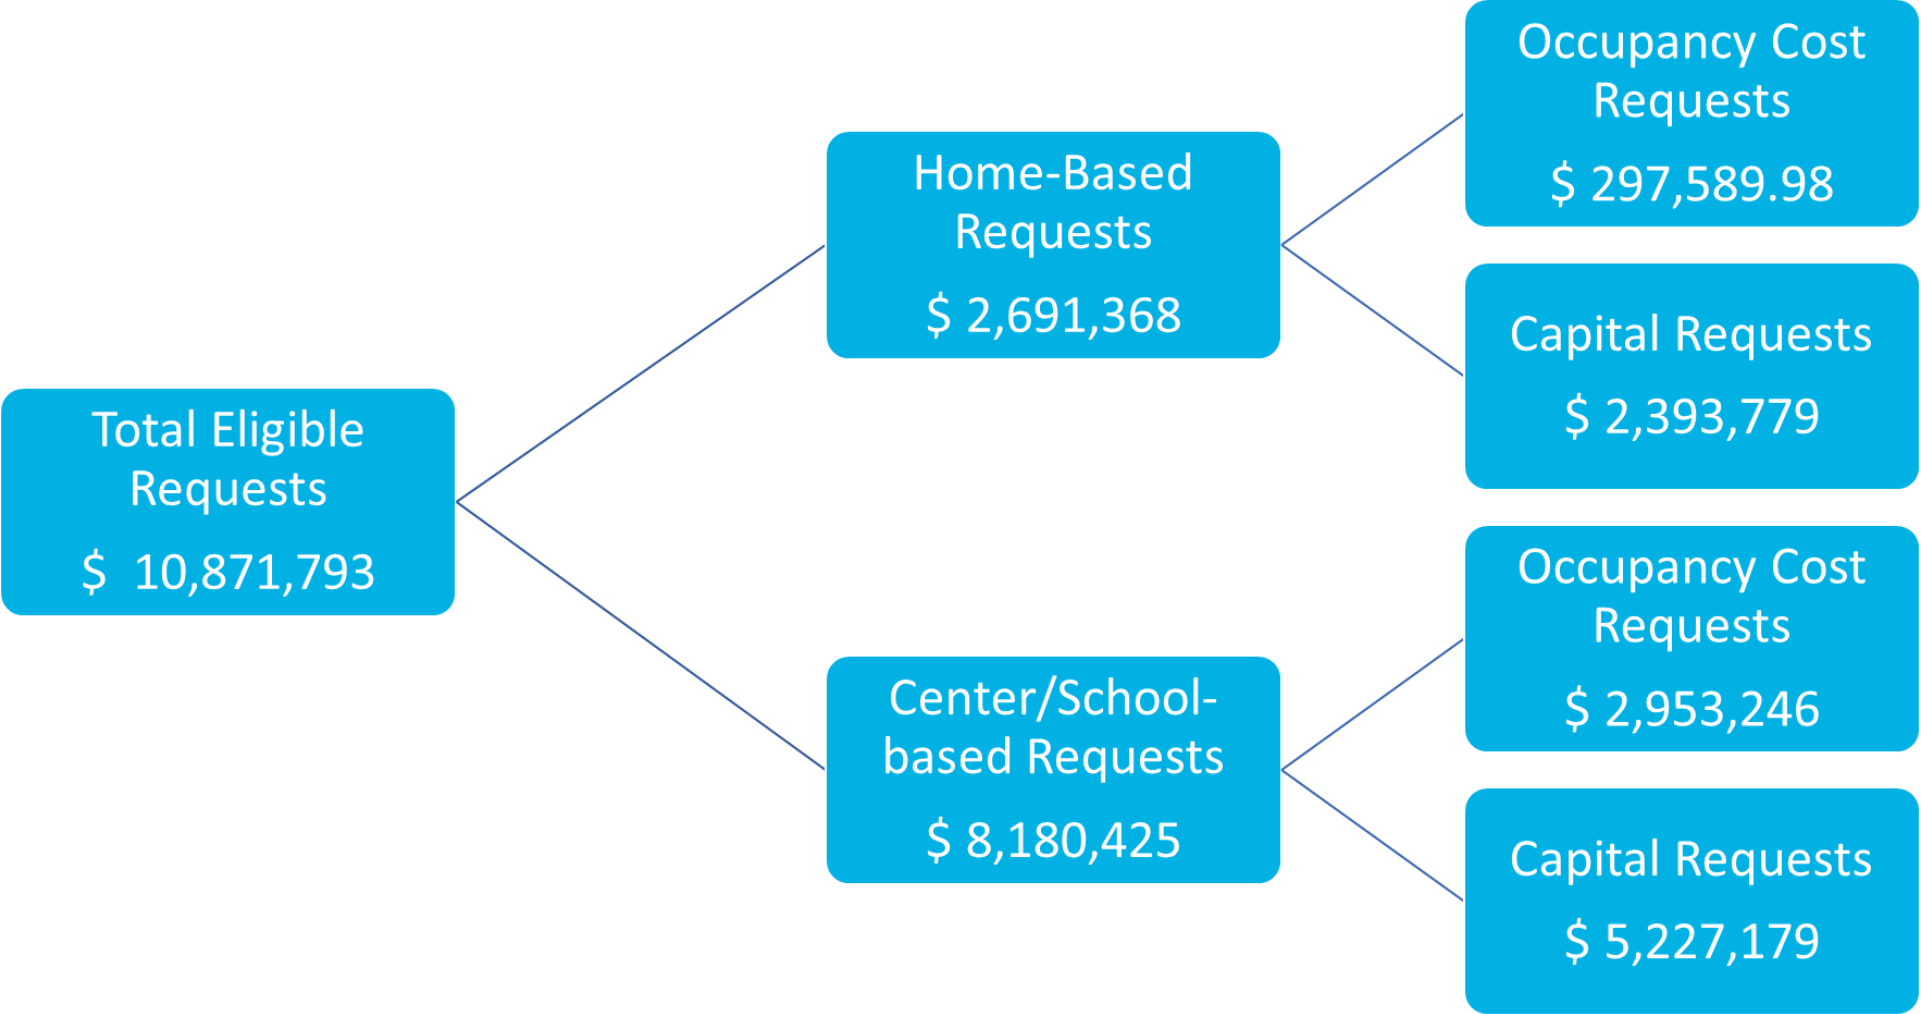 Total Eligible
Requests
$  10,871,793
Home-Based
Requests
$ 2,691,368
Occupancy Cost
Requests
$ 297,589.98
Capital Requests
$ 2,393,779
Center/School-
based Requests
$ 8,180,425
Occupancy Cost
Requests
$ 2,953,246
Capital Requests
$ 5,227,179